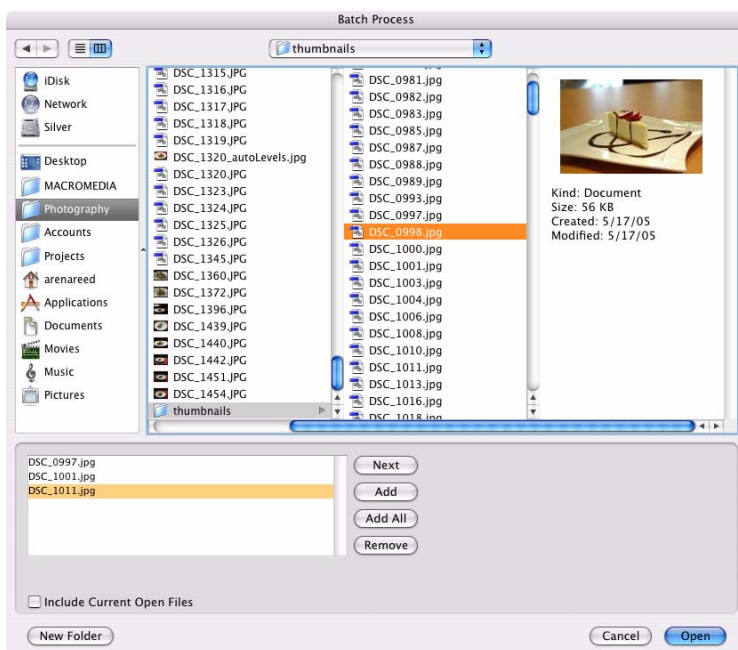 Batch Process
thumbnails
iDisk
Network
Silver
Desktop
MACROMEDIA
Photography
Accounts
Projects
arenareed
Applications
Documents
Movies
Music
Pictures
DSC_1315.JPG
DSC_1316.JPG
DSC_1317.JPG
DSC_1318.JPG
DSC_1319.JPG
DSC_1320_autoLevels.jpg
DSC_1320.JPG
DSC_1323.JPG
DSC_1324.JPG
DSC_1325.JPG
DSC_1326.JPG
DSC_1345.JPG
DSC_1360.JPG
DSC_1372.JPG
DSC_1396.JPG
DSC_1439.JPG
DSC_1440.JPG
DSC_1442.JPG
DSC_1451.JPG
DSC_1454.JPG
thumbnails
DSC_0981.jpg
DSC_0982.jpg
DSC_0983.jpg
DSC_0985.jpg
DSC_0987.jpg
DSC_0988.jpg
DSC_0989.jpg
DSC_0993.jpg
DSC_0997.jpg
DSC_0998.jpg
DSC_1000.jpg
DSC_1001.jpg
DSC_1003.jpg
DSC_1004.jpg
DSC_1006.jpg
DSC_1008.jpg
DSC_1010.jpg
DSC_1011.jpg
DSC_1013.jpg
DSC_1016.jpg
DSC_1018.jpg
Kind: Document
Size: 56 KB
Created: 5/17/05
Modified: 5/17/05
DSC_0997.jpg
DSC_1001.jpg
DSC_1011.jpg
Next
Add
Add All
Remove
Include Current Open Files
New Folder
Cancel
Open